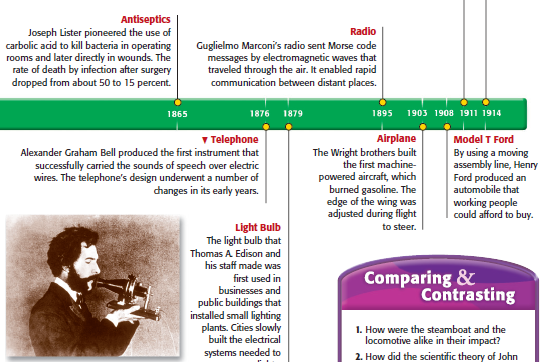 Antiseptics
Joseph Lister pioneered the use of
carbolic acid to kill bacteria in operating
rooms and later directly in wounds. The
rate of death by infection after surgery
dropped from about 50 to 15 percent.
Radio
Guglielmo Marconi's radio sent Morse code
messages by electromagnetic waves that
traveled through the air. It enabled rapid
communication between distant places.
1865 1876 1879 1895 1903 1908 1911 1914
▼ Telephone
Alexander Graham Bell produced the first instrument that
successfully carried the sounds of speech over electric
wires. The telephone's design underwent a number of
changes in its early years.
Airplane
The Wright brothers built
the first machine-
powered aircraft, which
burned gasoline. The
edge of the wing was
adjusted during flight
to steer.
Model T Ford
By using a moving
assembly line, Henry
Ford produced an
automobile that
working people
could afford to buy.
Light Bulb
The light bulb that
Thomas A. Edison and
his staff made was
first used in
businesses and
public buildings that
installed small lighting
plants. Cities slowly
built the electrical
systems needed to
Comparing &
Contrasting
1. How were the steamboat and the
locomotive alike in their impact?
2. How did the scientific theory of John